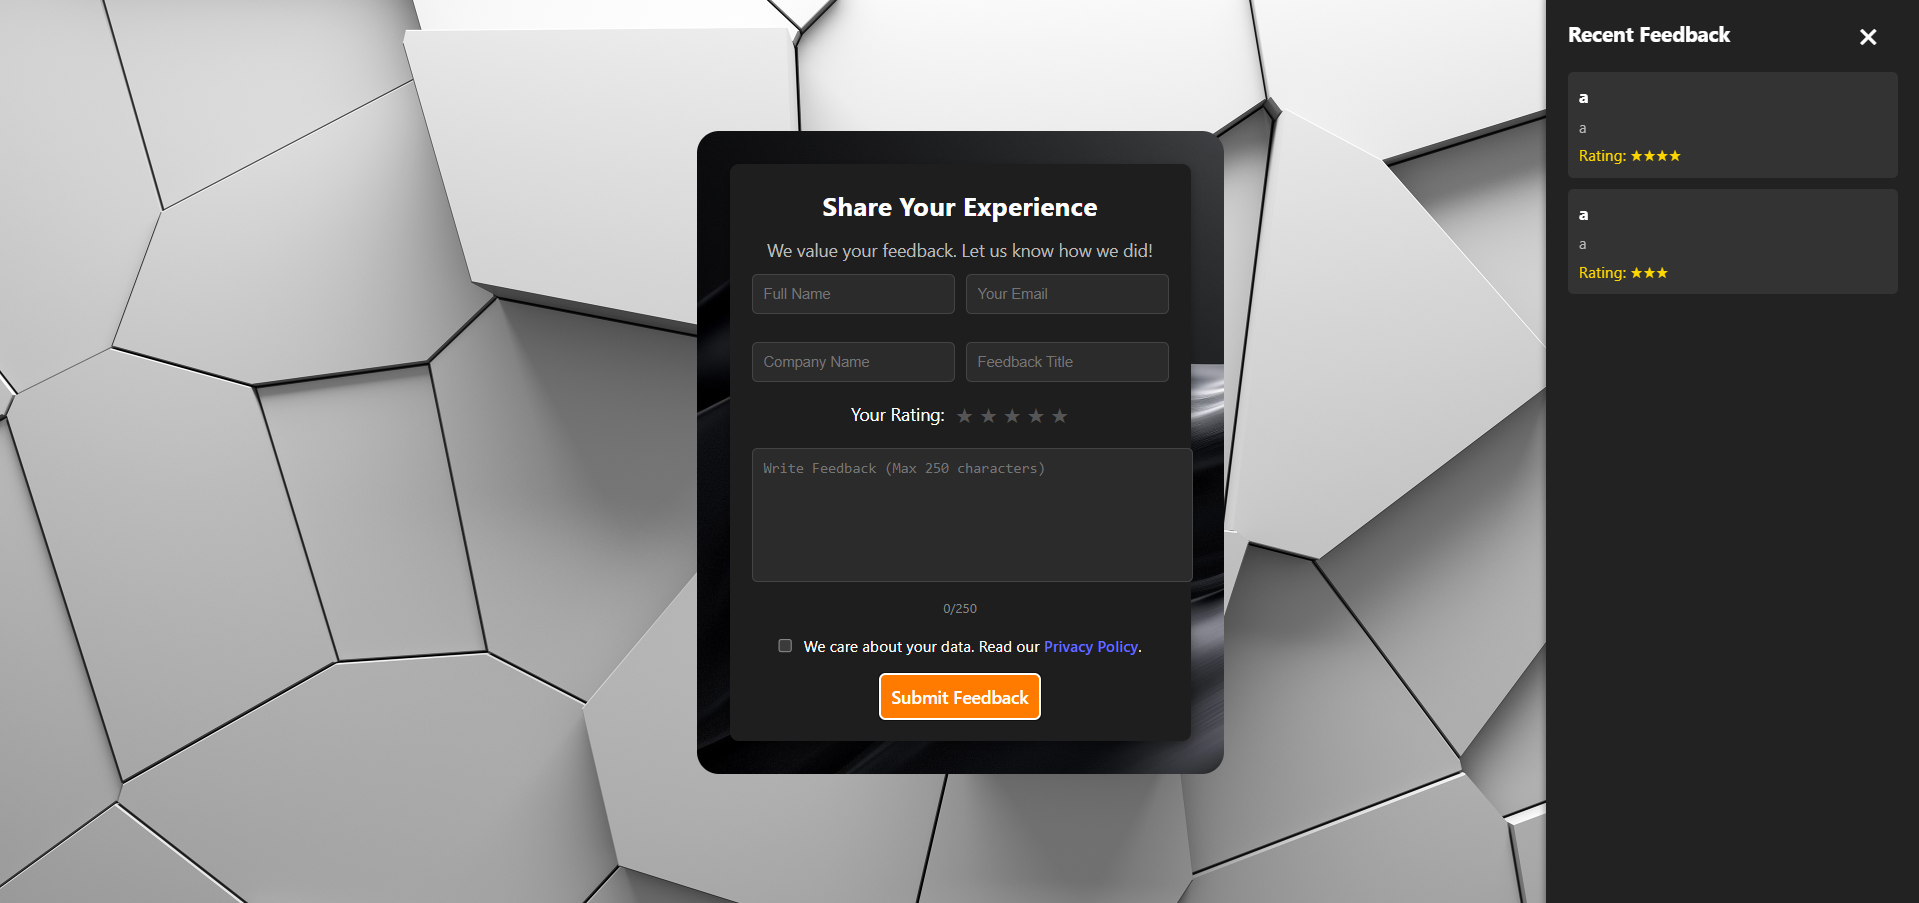 Share Your Experience
We value your feedback. Let us know how we did!
Full Name
Your Email
Company Name
Feedback Title
Your Rating: ★ ★ ★ ★ ★
Write Feedback (Max 250 characters)
0/250
We care about your data. Read our Privacy Policy.
Submit Feedback
Recent Feedback
a
a
Rating: ★★★★
a
a
Rating: ★★★